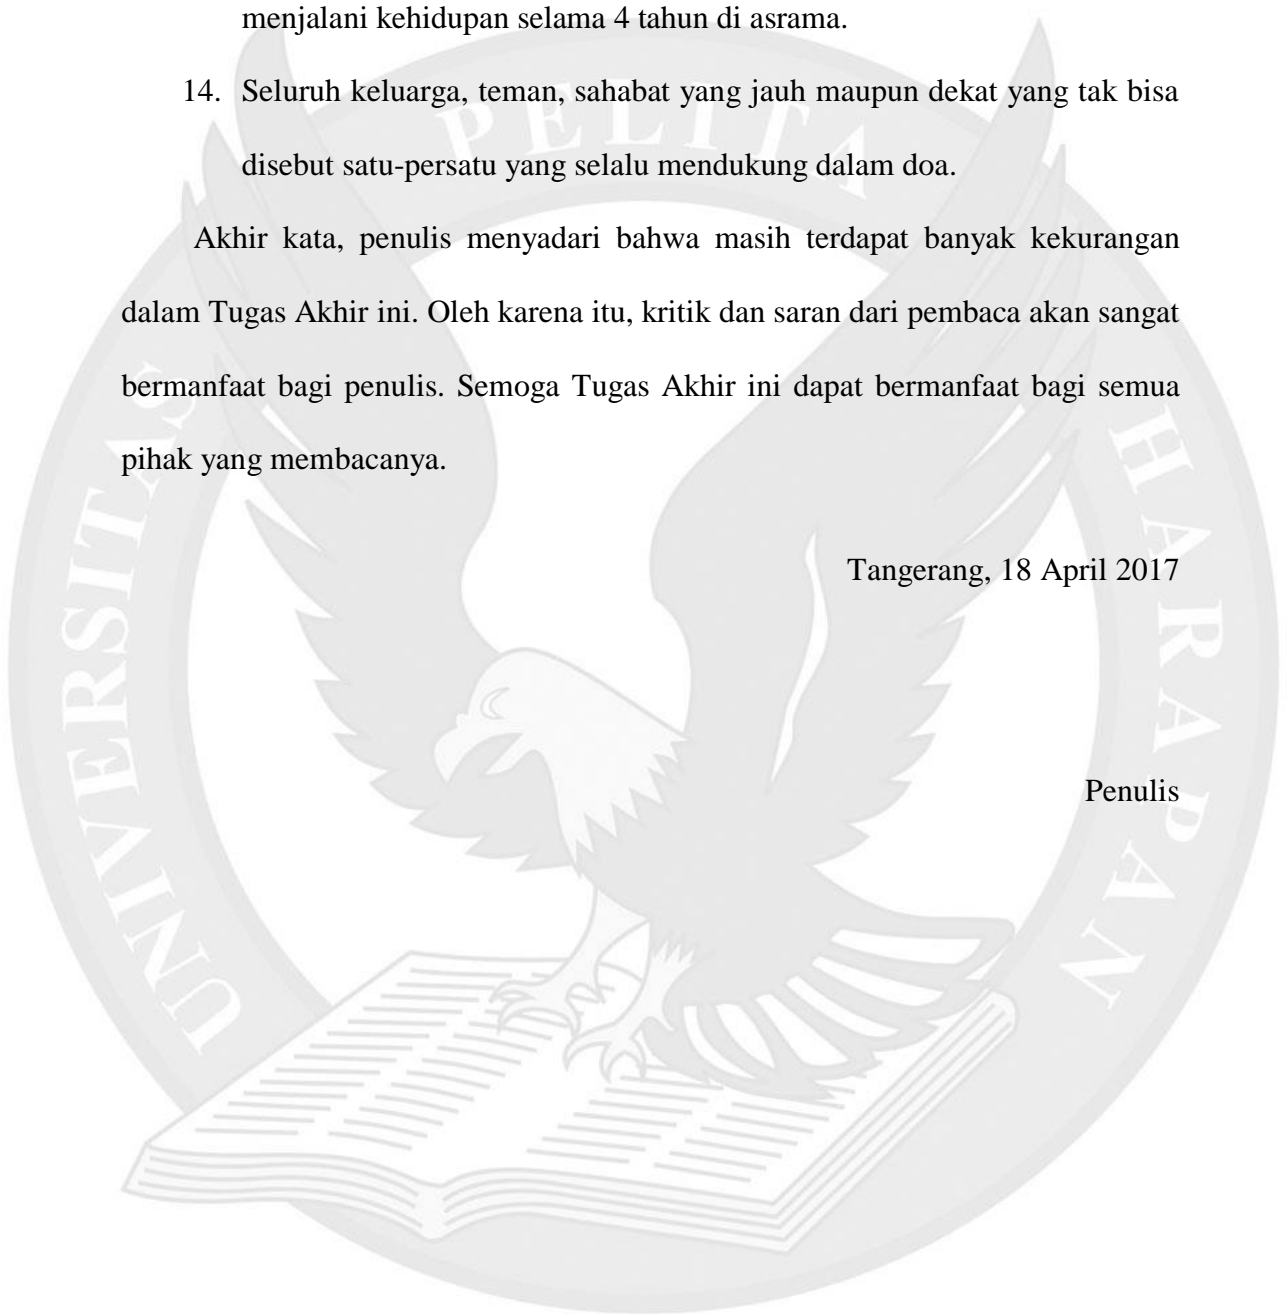 menjalani kehidupan selama 4 tahun di asrama.
14. Seluruh keluarga, teman, sahabat yang jauh maupun dekat yang tak bisa
disebut satu-persatu yang selalu mendukung dalam doa.
Akhir kata, penulis menyadari bahwa masih terdapat banyak kekurangan
dalam Tugas Akhir ini. Oleh karena itu, kritik dan saran dari pembaca akan sangat
bermanfaat bagi penulis. Semoga Tugas Akhir ini dapat bermanfaat bagi semua
pihak yang membacanya.
Tangerang, 18 April 2017
Penulis
UNIVERSITAS PELITA HARAPAN